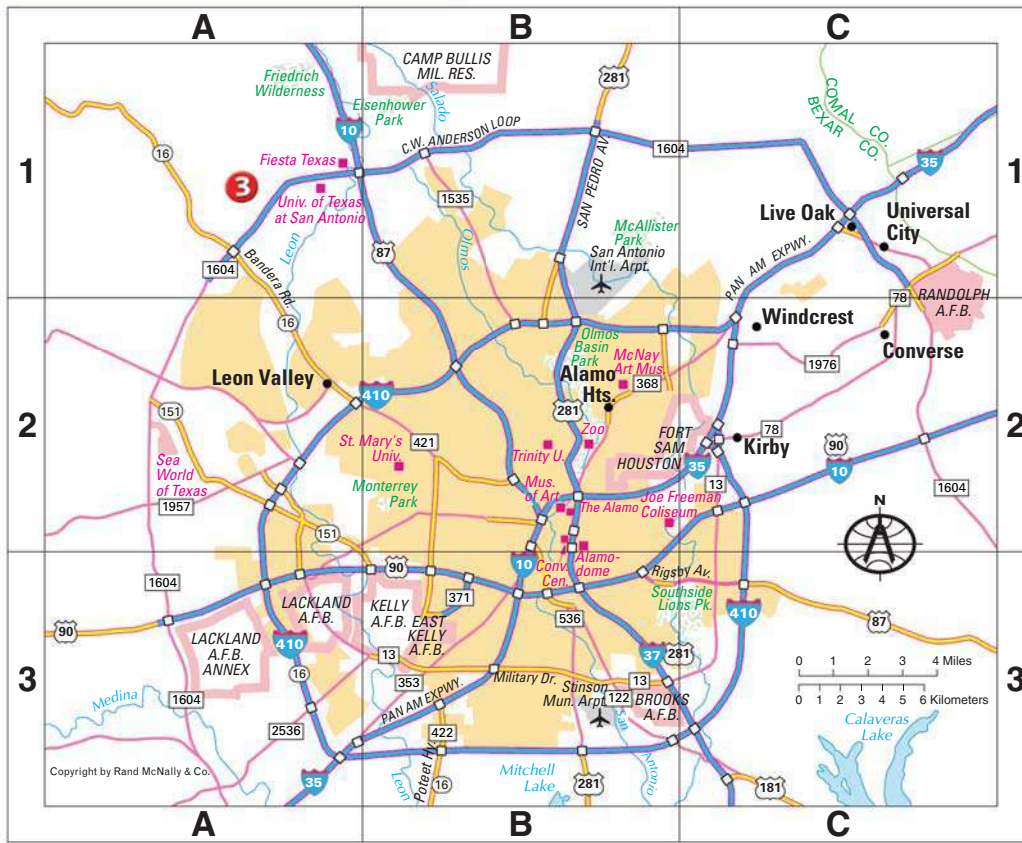 A
B
C
1
2
3
A
B
C
1
2
3
3
CAMP BULLIS
MIL. RES.
Friedrich
Wilderness
Eisenhower
Park
Salado
281
COMAL CO.
BEXAR CO.
10
C.W. ANDERSON LOOP
16
Fiesta Texas
Univ. of Texas
at San Antonio
1535
SAN PEDRO AV.
1604
35
Leon
Olmos
McAllister
Park
San Antonio
Int'l. Arpt.
Live Oak
Universal
City
87
1604
Bandera Rd.
PAN AM EXPWY.
78
RANDOLPH
A.F.B.
16
Windcrest
Converse
Olmos
Basin
Park
McNay
Art Mus.
1976
Leon Valley
410
Alamo
Hts.
368
151
281
421
St. Mary's
Univ.
Zoo
FORT
SAM
HOUSTON
78
Kirby
90
10
Trinity U.
35
Sea
World
of Texas
Monterrey
Park
Mus.
of Art
The Alamo
Joe Freeman
Coliseum
13
1604
1957
151
N
10
Conv.
Cen.
Alamo-
dome
Rigsby Av.
90
1604
371
Southside
Lions Pk.
410
LACKLAND
A.F.B.
KELLY
A.F.B.
EAST
KELLY
A.F.B.
536
87
90
LACKLAND
A.F.B.
ANNEX
410
13
353
37
281
16
Military Dr.
13
0 1 2 3 4 Miles
0 1 2 3 4 5 6 Kilometers
Stinson
Mun. Arpt.
122
BROOKS
A.F.B.
Medina
1604
2536
PAN AM EXPWY.
422
San
Antonio
Calaveras
Lake
Copyright by Rand McNally & Co.
35
Leon
Poteet Hy.
16
Mitchell
Lake
281
181